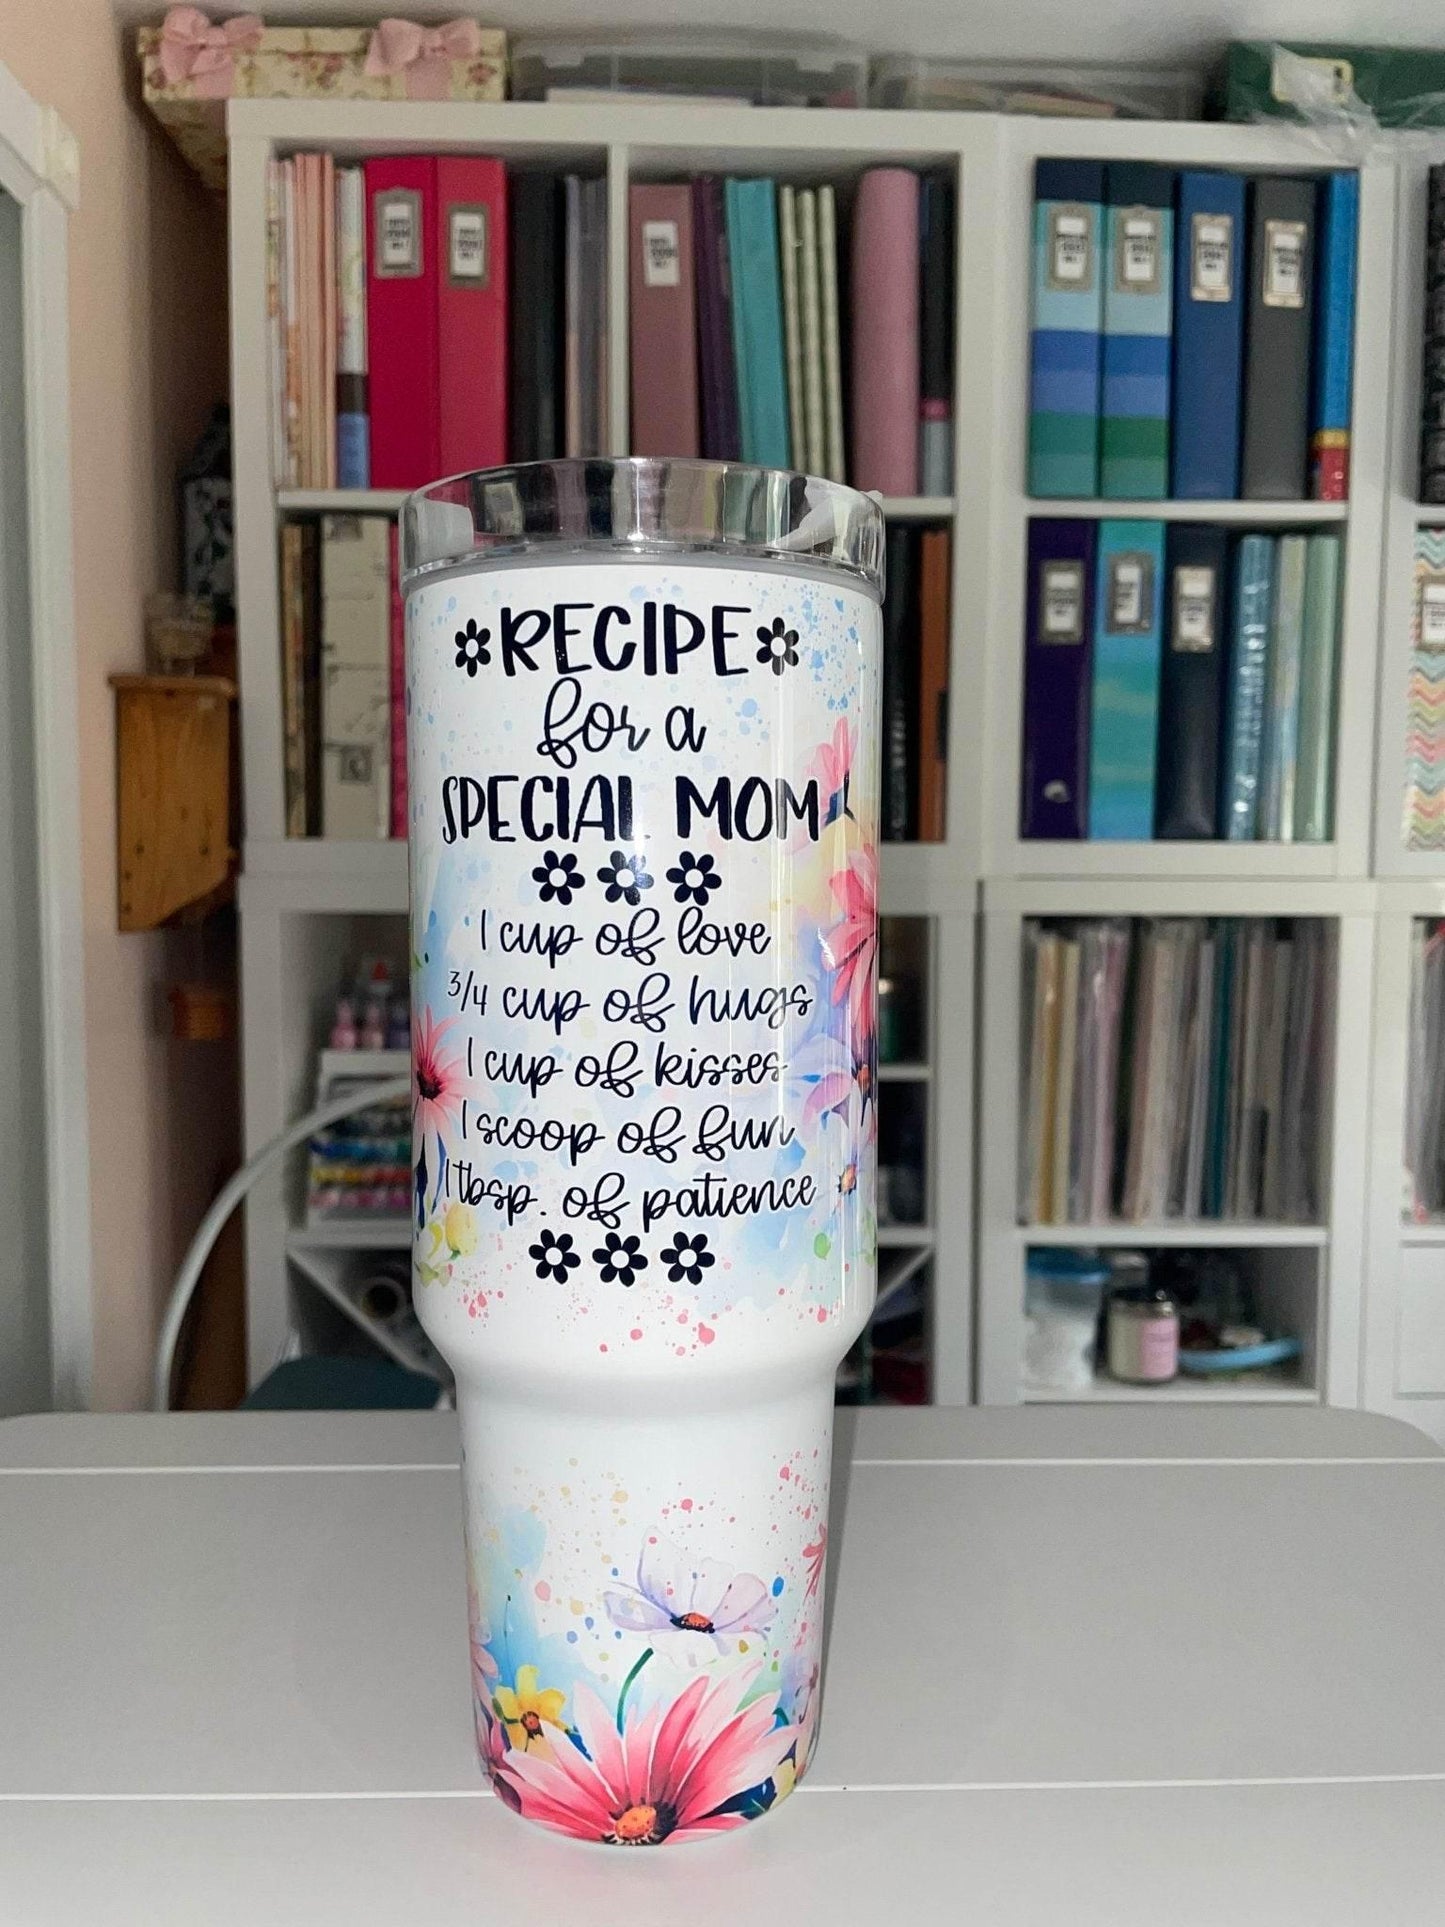 RECIPE
for a
SPECIAL MOM
1 cup of love
3/4 cup of hugs
1 cup of kisses
1 scoop of fun
1 tbsp. of patience